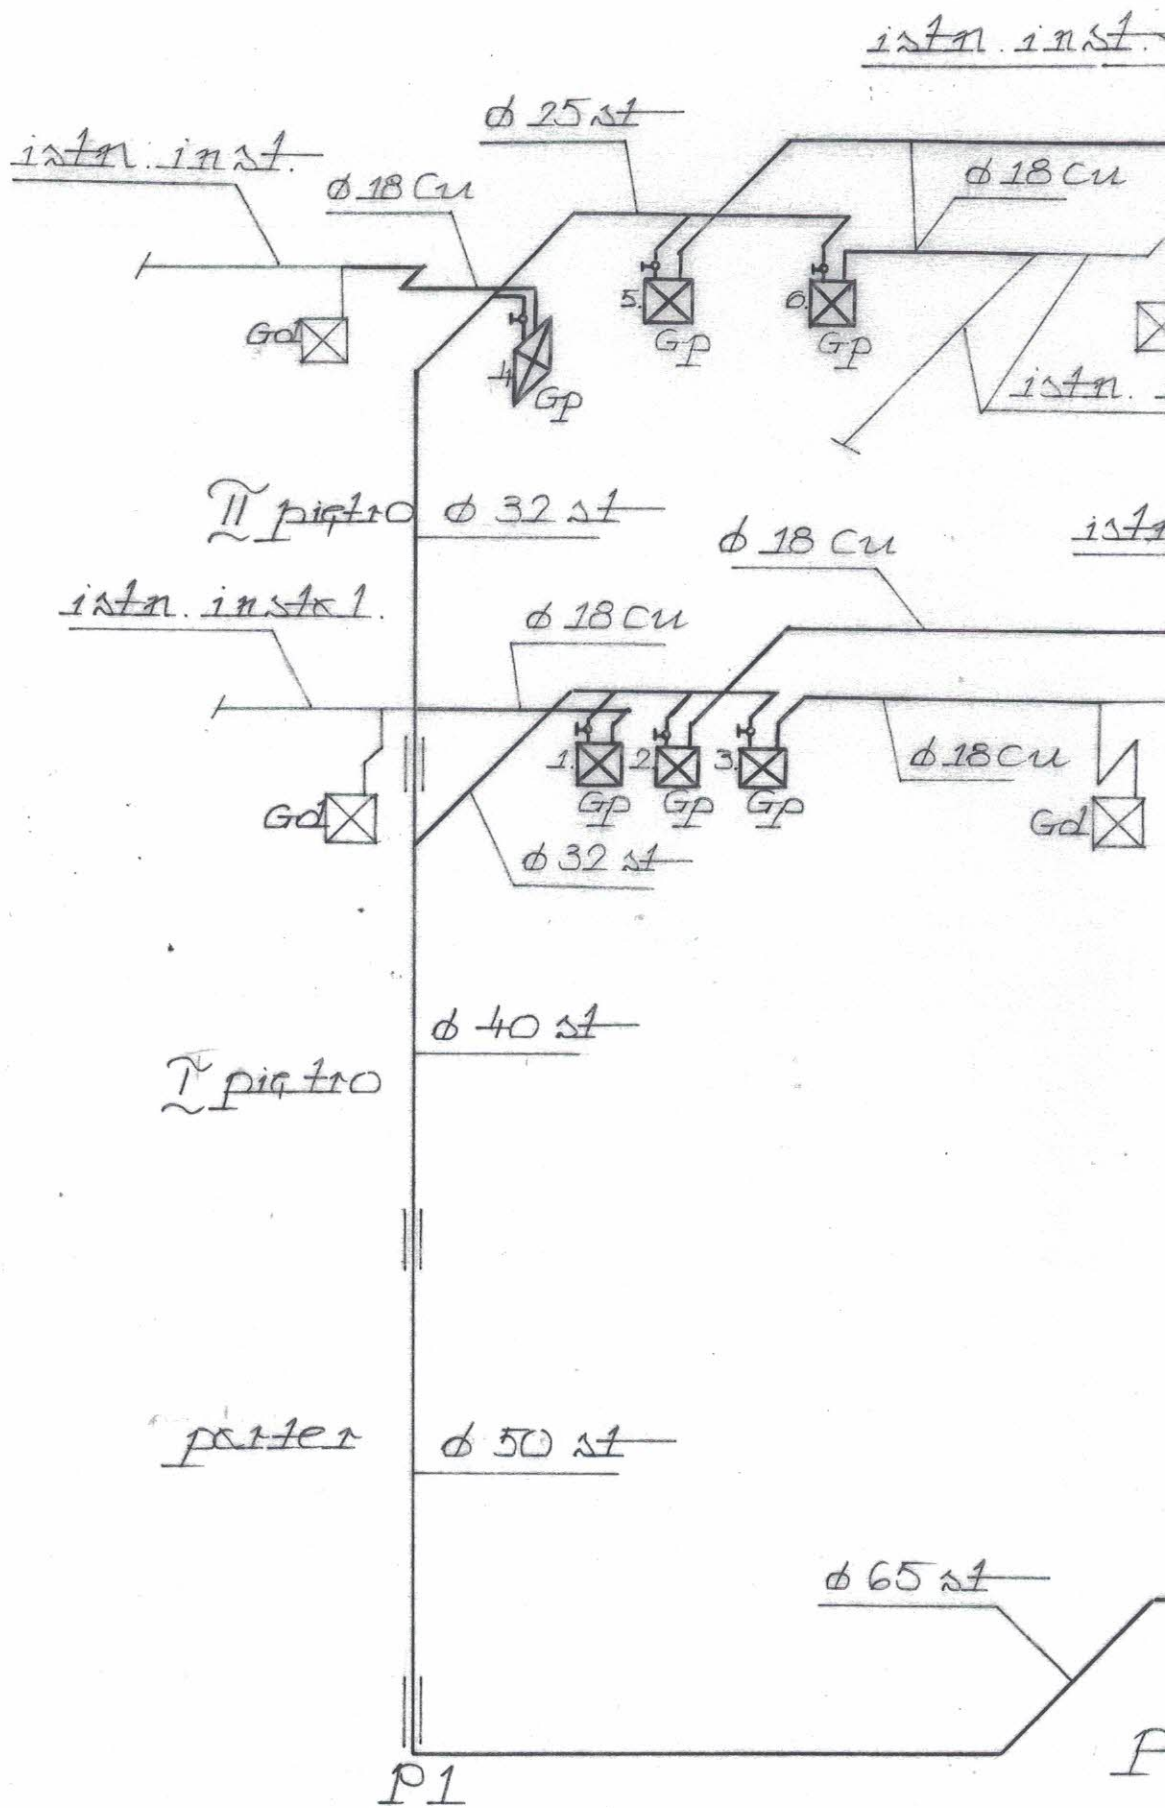 istn. inst.
ϕ 25 st
istn. inst.
ϕ 18 Cu
ϕ 18 Cu
5.
6.
Gd
Gp
Gp
4
Gp
istn.
II piętro
ϕ 32 st
ϕ 18 Cu
istn
istn. instal.
ϕ 18 Cu
1.
2.
3.
ϕ 18 Cu
Gp
Gp
Gp
Gd
Gd
ϕ 32 st
ϕ 40 st
I piętro
parter
ϕ 50 st
ϕ 65 st
P
P1